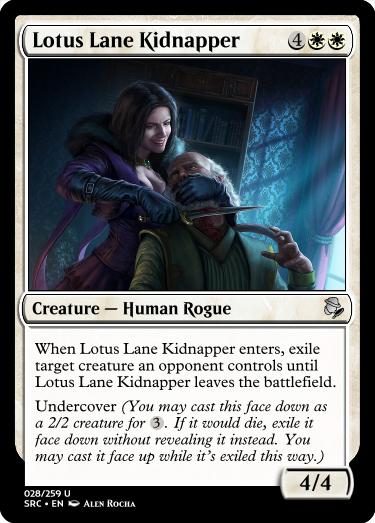 Lotus Lane Kidnapper 4
Creature — Human Rogue
When Lotus Lane Kidnapper enters, exile
target creature an opponent controls until
Lotus Lane Kidnapper leaves the battlefield.
Undercover (You may cast this face down as
a 2/2 creature for 3. If it would die, exile it
face down without revealing it instead. You
may cast it face up while it's exiled this way.)
4/4
028/259 U
SRC • EN Alen Rocha